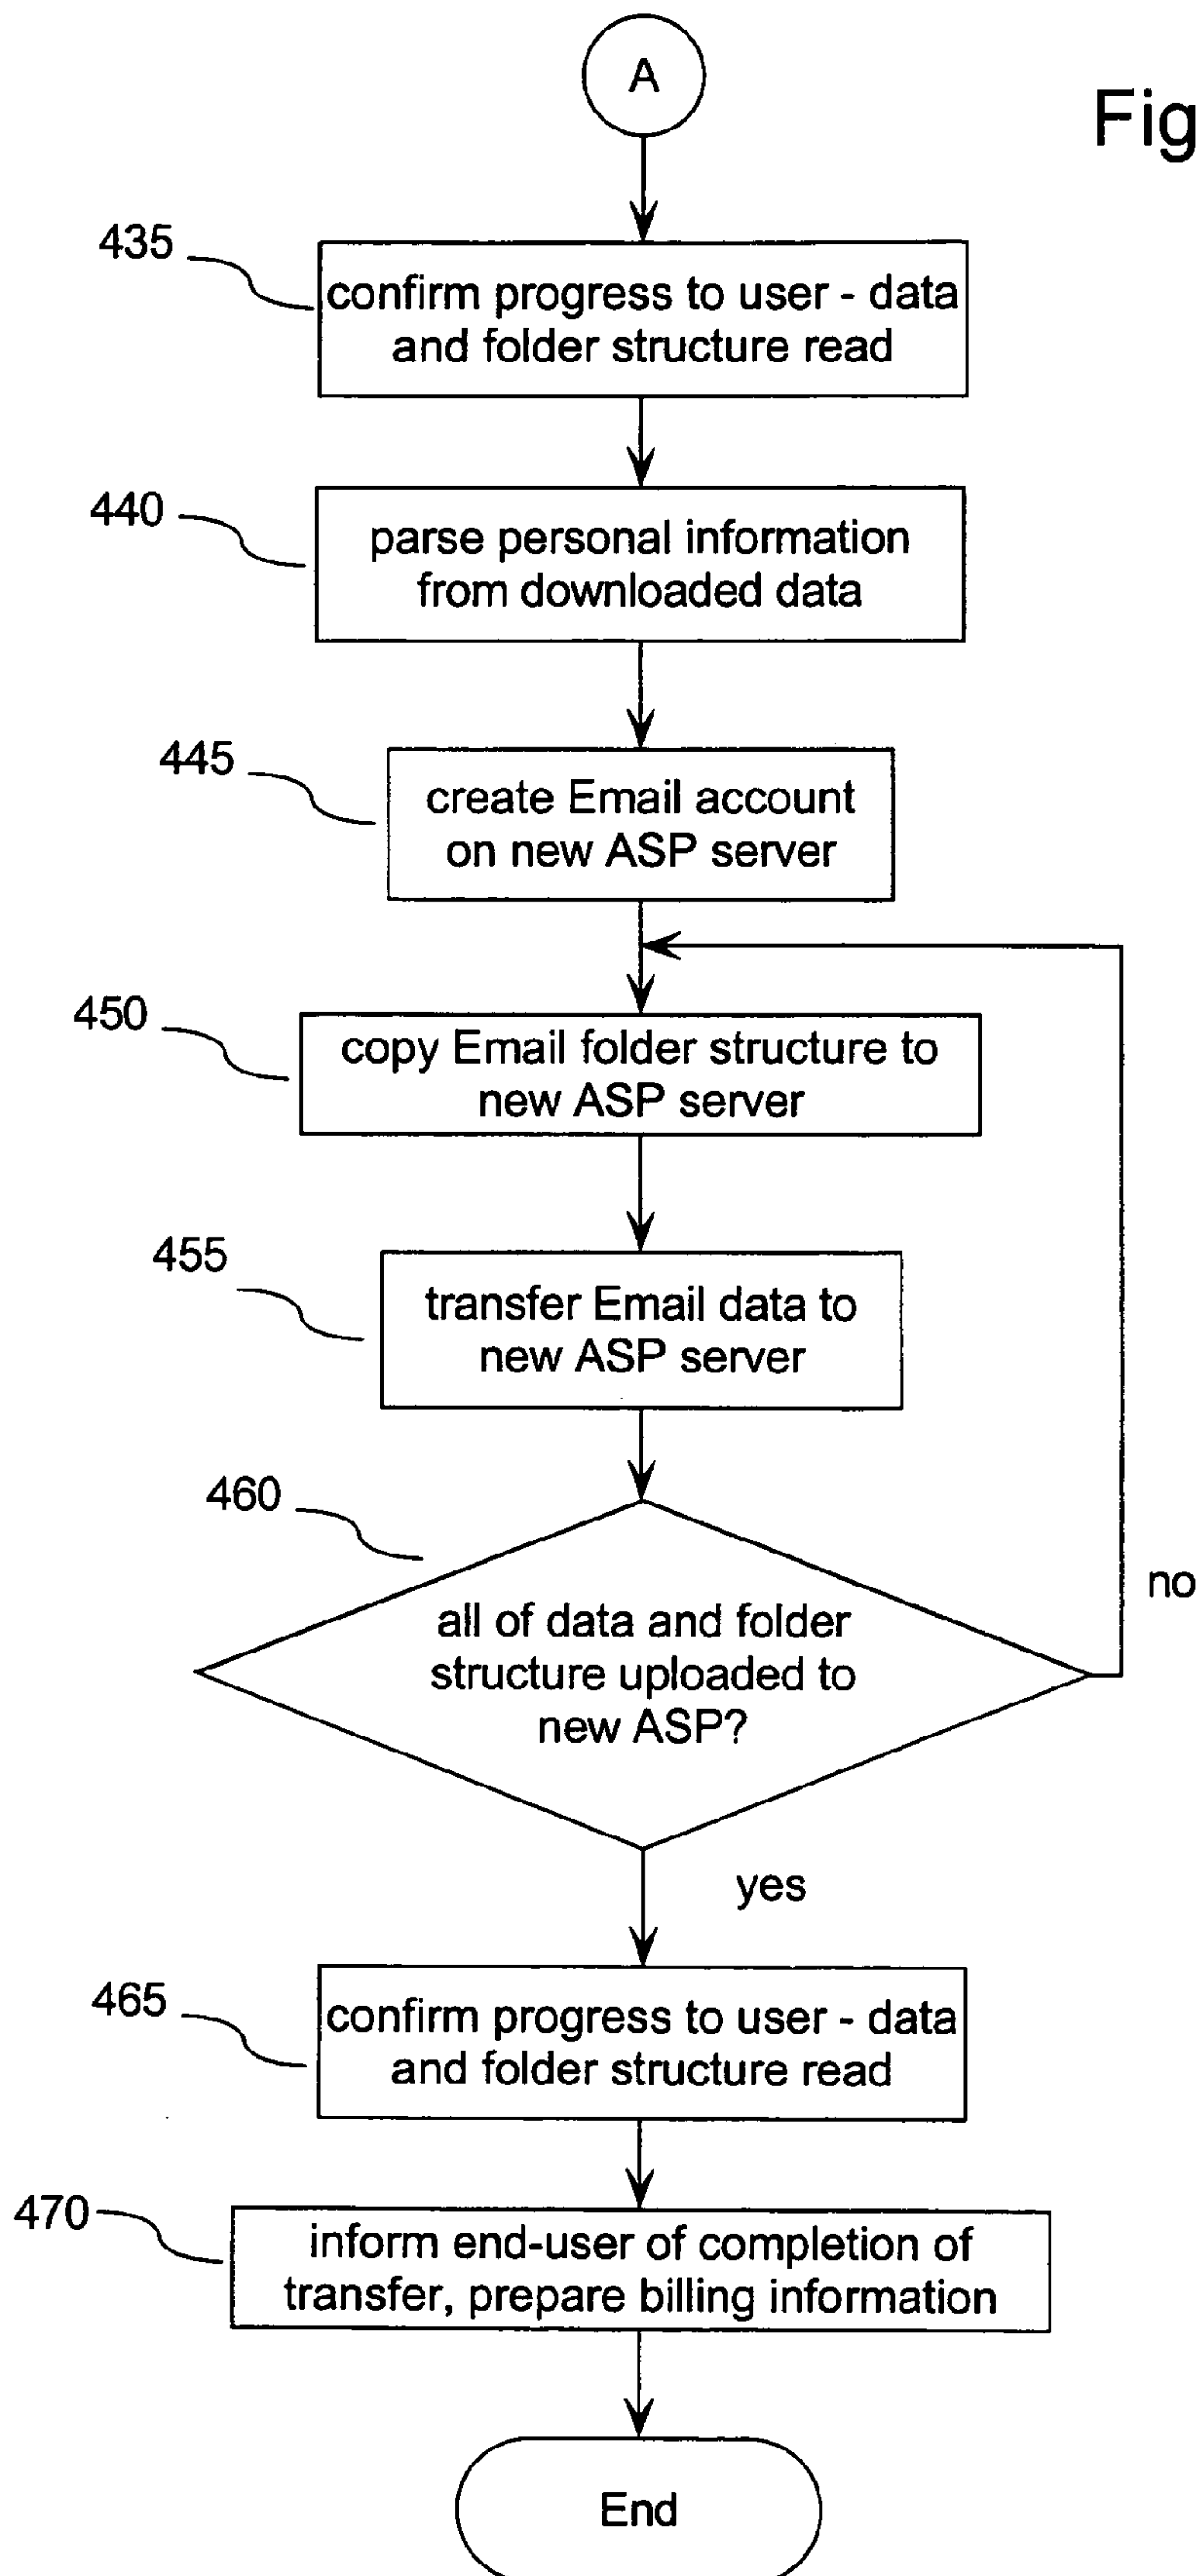 A
Fig
435
confirm progress to user - data
and folder structure read
440
parse personal information
from downloaded data
445
create Email account
on new ASP server
450
copy Email folder structure to
new ASP server
455
transfer Email data to
new ASP server
460
all of data and folder
structure uploaded to
new ASP?
no
yes
465
confirm progress to user - data
and folder structure read
470
inform end-user of completion of
transfer, prepare billing information
End